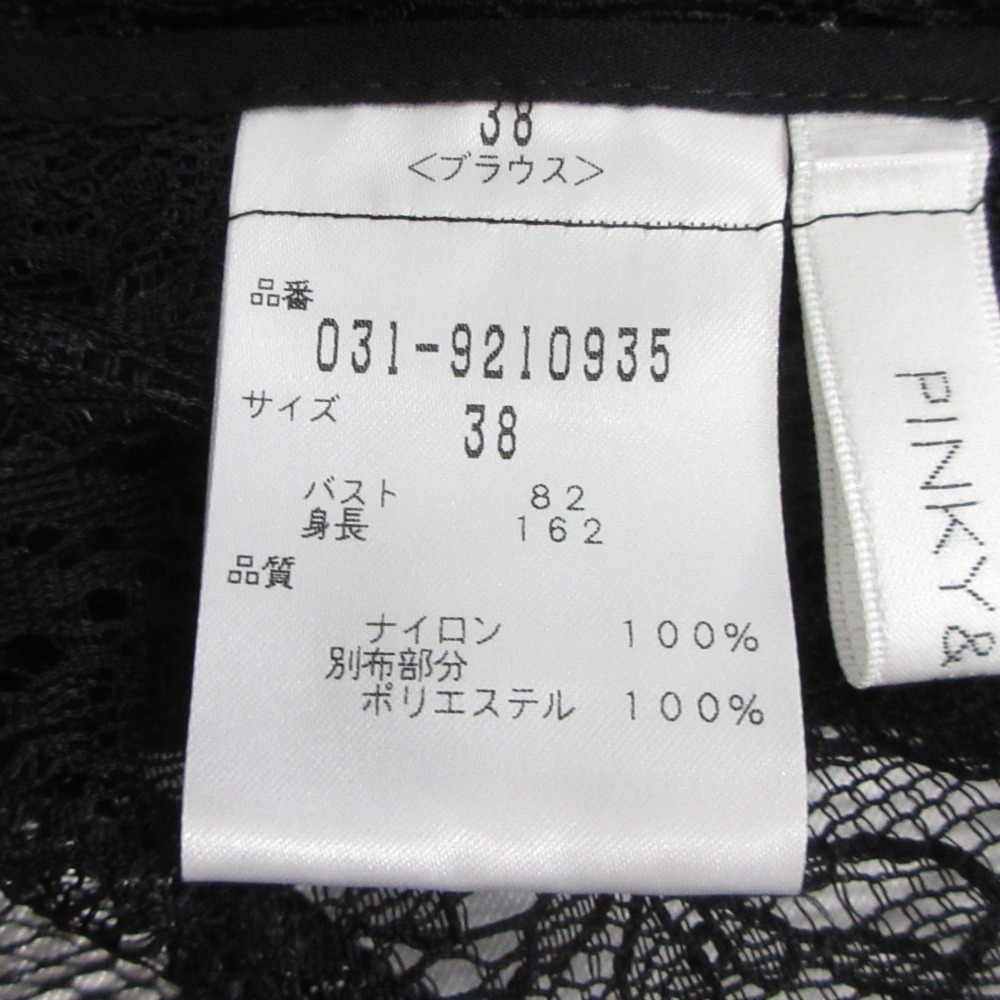 38
<ブラウス>
品番
031-9210935
サイズ
38
バスト 82
身長 162
品質
ナイロン 100%
別布部分
ポリエステル 100%
PINKY &